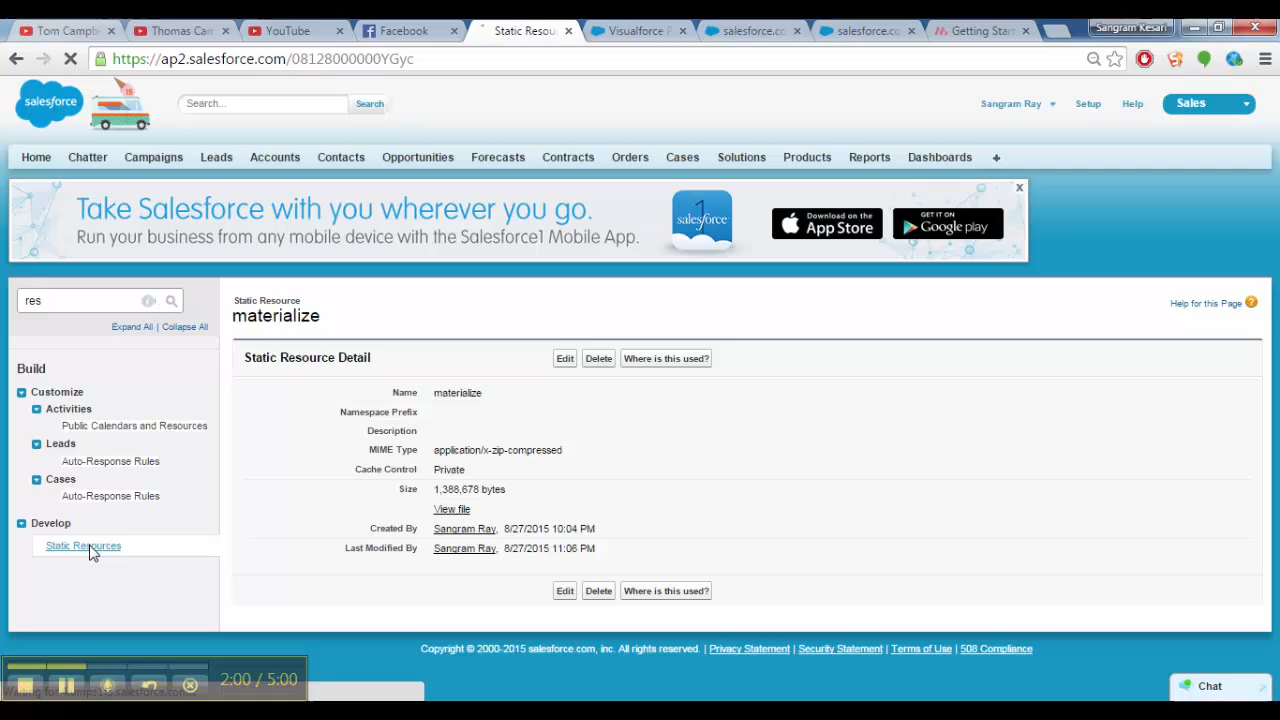 Tom Campb
Thomas Cam
YouTube
Facebook
Static Resou
Visualforce P
salesforce.co
salesforce.co
Getting Start
Sangram Kesari
https://ap2.salesforce.com/08128000000YGyc
salesforce
15
Search...
Search
Sangram Ray
Setup
Help
Sales
Home
Chatter
Campaigns
Leads
Accounts
Contacts
Opportunities
Forecasts
Contracts
Orders
Cases
Solutions
Products
Reports
Dashboards
+
Take Salesforce with you wherever you go.
Run your business from any mobile device with the Salesforce1 Mobile App.
1
salesforce
Download on the
App Store
GET IT ON
Google play
x
res
Expand All | Collapse All
Build
Customize
Activities
Public Calendars and Resources
Leads
Auto-Response Rules
Cases
Auto-Response Rules
Develop
Static Resources
Static Resource
materialize
Help for this Page
Static Resource Detail
Edit
Delete
Where is this used?
Name materialize
Namespace Prefix
Description
MIME Type application/x-zip-compressed
Cache Control Private
Size 1,388,678 bytes
View file
Created By Sangram Ray, 8/27/2015 10:04 PM
Last Modified By Sangram Ray, 8/27/2015 11:06 PM
Edit
Delete
Where is this used?
Copyright © 2000-2015 salesforce.com, inc. All rights reserved. | Privacy Statement | Security Statement | Terms of Use | 508 Compliance
2:00 / 5:00
Chat